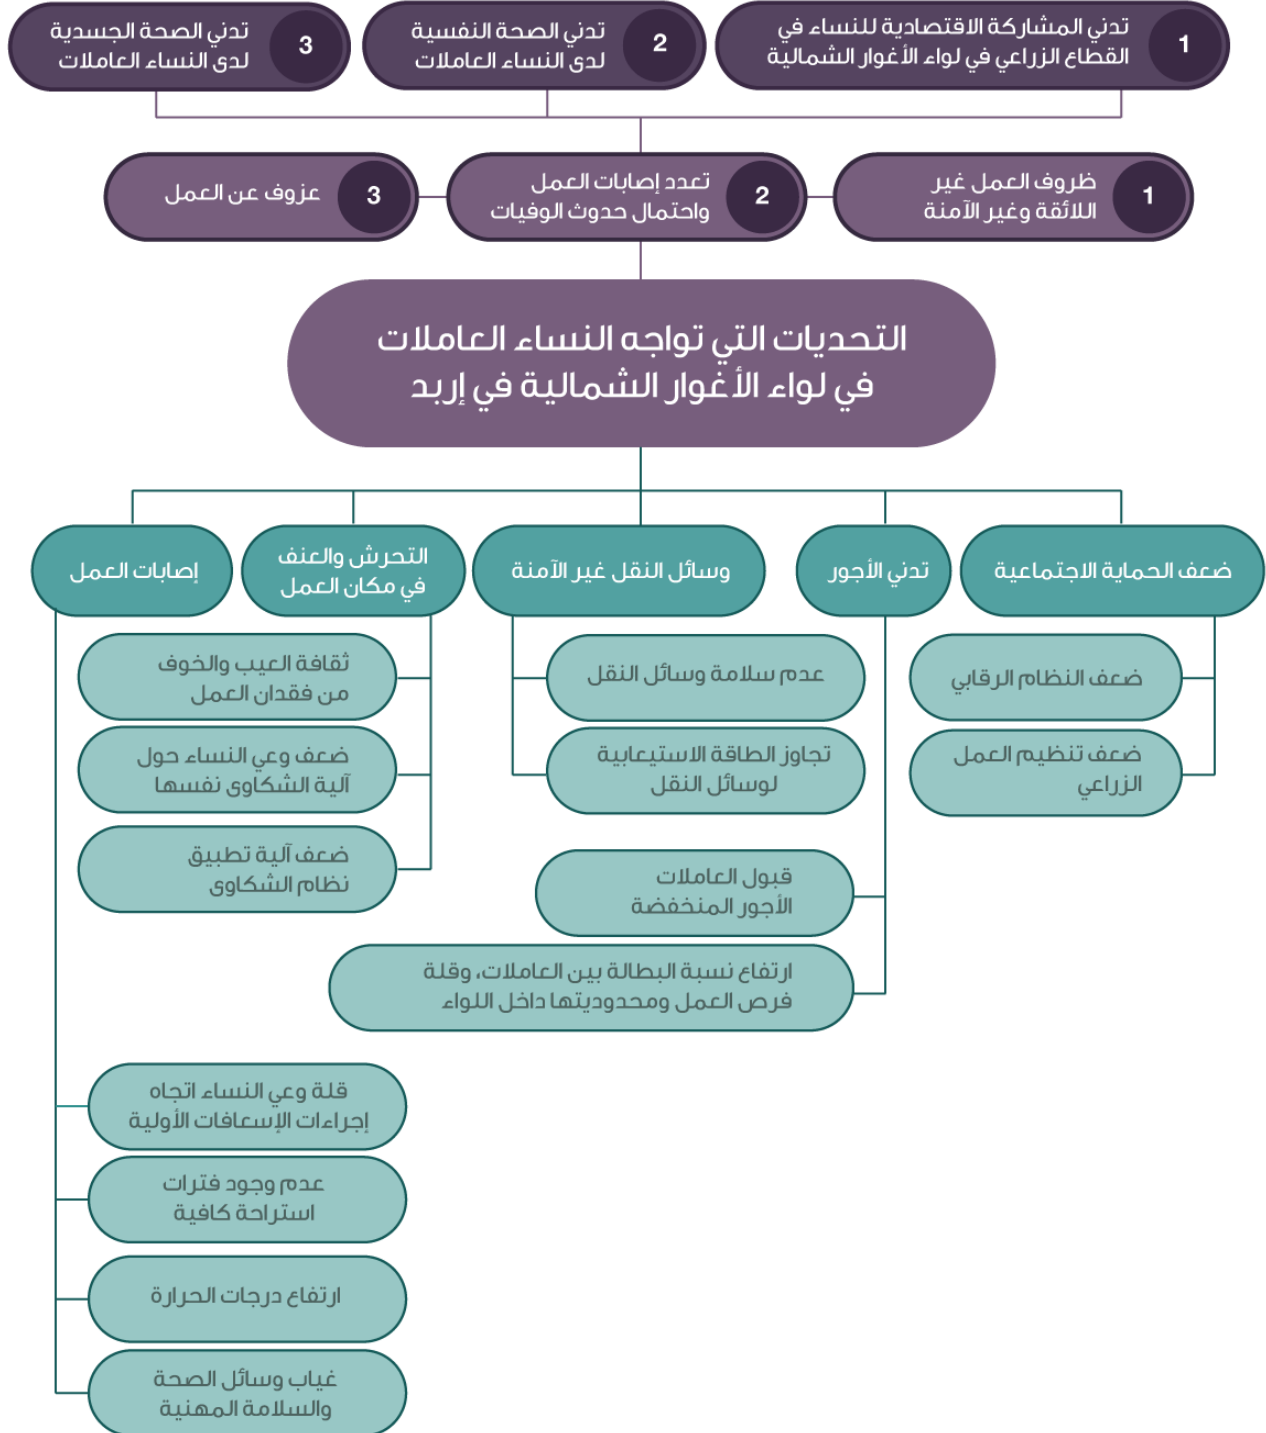 1
تدني المشاركة الاقتصادية للنساء في
القطاع الزراعي في لواء الأغوار الشمالية
2
تدني الصحة النفسية
لدى النساء العاملات
3
تدني الصحة الجسدية
لدى النساء العاملات
1
ظروف العمل غير
اللائقة وغير الآمنة
2
تعدد إصابات العمل
واحتمال حدوث الوفيات
3
عزوف عن العمل
التحديات التي تواجه النساء العاملات
في لواء الأغوار الشمالية في إربد
ضعف الحماية الاجتماعية
تدني الأجور
وسائل النقل غير الآمنة
التحرش والعنف
في مكان العمل
إصابات العمل
ضعف النظام الرقابي
ضعف تنظيم العمل
الزراعي
عدم سلامة وسائل النقل
تجاوز الطاقة الاستيعابية
لوسائل النقل
ثقافة العيب والخوف
من فقدان العمل
ضعف وعي النساء حول
آلية الشكاوى نفسها
ضعف آلية تطبيق
نظام الشكاوى
قبول العاملات
الأجور المنخفضة
ارتفاع نسبة البطالة بين العاملات، وقلة
فرص العمل ومحدوديتها داخل اللواء
قلة وعي النساء اتجاه
إجراءات الإسعافات الأولية
عدم وجود فترات
استراحة كافية
ارتفاع درجات الحرارة
غياب وسائل الصحة
والسلامة المهنية